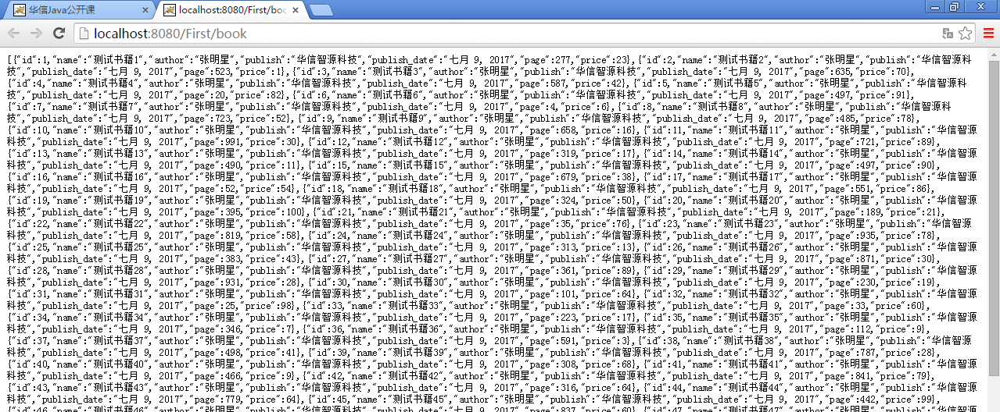 华信Java公开课
localhost:8080/First/boo
localhost:8080/First/book
[{"id":1,"name":"测试书籍1","author":"张明星","publish":"华信智源科技","publish_date":"七月 9, 2017","page":277,"price":23},{"id":2,"name":"测试书籍2","author":"张明星","publish":"华信智源科
技","publish_date":"七月 9, 2017","page":523,"price":1},{"id":3,"name":"测试书籍3","author":"张明星","publish":"华信智源科技","publish_date":"七月 9, 2017","page":635,"price":70},
{"id":4,"name":"测试书籍4","author":"张明星","publish":"华信智源科技","publish_date":"七月 9, 2017","page":587,"price":42},{"id":5,"name":"测试书籍5","author":"张明星","publish":"华信智源科
技","publish_date":"七月 9, 2017","page":20,"price":82},{"id":6,"name":"测试书籍6","author":"张明星","publish":"华信智源科技","publish_date":"七月 9, 2017","page":497,"price":91},
{"id":7,"name":"测试书籍7","author":"张明星","publish":"华信智源科技","publish_date":"七月 9, 2017","page":4,"price":6},{"id":8,"name":"测试书籍8","author":"张明星","publish":"华信智源科
技","publish_date":"七月 9, 2017","page":723,"price":52},{"id":9,"name":"测试书籍9","author":"张明星","publish":"华信智源科技","publish_date":"七月 9, 2017","page":485,"price":78},
{"id":10,"name":"测试书籍10","author":"张明星","publish":"华信智源科技","publish_date":"七月 9, 2017","page":658,"price":16},{"id":11,"name":"测试书籍11","author":"张明星","publish":"华信智源
科技","publish_date":"七月 9, 2017","page":991,"price":30},{"id":12,"name":"测试书籍12","author":"张明星","publish":"华信智源科技","publish_date":"七月 9, 2017","page":721,"price":89},
{"id":13,"name":"测试书籍13","author":"张明星","publish":"华信智源科技","publish_date":"七月 9, 2017","page":319,"price":17},{"id":14,"name":"测试书籍14","author":"张明星","publish":"华信智源
科技","publish_date":"七月 9, 2017","page":490,"price":11},{"id":15,"name":"测试书籍15","author":"张明星","publish":"华信智源科技","publish_date":"七月 9, 2017","page":497,"price":90},
{"id":16,"name":"测试书籍16","author":"张明星","publish":"华信智源科技","publish_date":"七月 9, 2017","page":679,"price":38},{"id":17,"name":"测试书籍17","author":"张明星","publish":"华信智源
科技","publish_date":"七月 9, 2017","page":52,"price":54},{"id":18,"name":"测试书籍18","author":"张明星","publish":"华信智源科技","publish_date":"七月 9, 2017","page":551,"price":86},
{"id":19,"name":"测试书籍19","author":"张明星","publish":"华信智源科技","publish_date":"七月 9, 2017","page":324,"price":50},{"id":20,"name":"测试书籍20","author":"张明星","publish":"华信智源
科技","publish_date":"七月 9, 2017","page":395,"price":100},{"id":21,"name":"测试书籍21","author":"张明星","publish":"华信智源科技","publish_date":"七月 9, 2017","page":189,"price":21},
{"id":22,"name":"测试书籍22","author":"张明星","publish":"华信智源科技","publish_date":"七月 9, 2017","page":35,"price":76},{"id":23,"name":"测试书籍23","author":"张明星","publish":"华信智源
科技","publish_date":"七月 9, 2017","page":819,"price":58},{"id":24,"name":"测试书籍24","author":"张明星","publish":"华信智源科技","publish_date":"七月 9, 2017","page":935,"price":78},
{"id":25,"name":"测试书籍25","author":"张明星","publish":"华信智源科技","publish_date":"七月 9, 2017","page":313,"price":13},{"id":26,"name":"测试书籍26","author":"张明星","publish":"华信智源
科技","publish_date":"七月 9, 2017","page":383,"price":43},{"id":27,"name":"测试书籍27","author":"张明星","publish":"华信智源科技","publish_date":"七月 9, 2017","page":871,"price":30},
{"id":28,"name":"测试书籍28","author":"张明星","publish":"华信智源科技","publish_date":"七月 9, 2017","page":361,"price":89},{"id":29,"name":"测试书籍29","author":"张明星","publish":"华信智源
科技","publish_date":"七月 9, 2017","page":931,"price":28},{"id":30,"name":"测试书籍30","author":"张明星","publish":"华信智源科技","publish_date":"七月 9, 2017","page":230,"price":19},
{"id":31,"name":"测试书籍31","author":"张明星","publish":"华信智源科技","publish_date":"七月 9, 2017","page":101,"price":64},{"id":32,"name":"测试书籍32","author":"张明星","publish":"华信智源
科技","publish_date":"七月 9, 2017","page":25,"price":98},{"id":33,"name":"测试书籍33","author":"张明星","publish":"华信智源科技","publish_date":"七月 9, 2017","page":33,"price":60},
{"id":34,"name":"测试书籍34","author":"张明星","publish":"华信智源科技","publish_date":"七月 9, 2017","page":223,"price":17},{"id":35,"name":"测试书籍35","author":"张明星","publish":"华信智源
科技","publish_date":"七月 9, 2017","page":346,"price":7},{"id":36,"name":"测试书籍36","author":"张明星","publish":"华信智源科技","publish_date":"七月 9, 2017","page":112,"price":9},
{"id":37,"name":"测试书籍37","author":"张明星","publish":"华信智源科技","publish_date":"七月 9, 2017","page":591,"price":3},{"id":38,"name":"测试书籍38","author":"张明星","publish":"华信智源
科技","publish_date":"七月 9, 2017","page":498,"price":41},{"id":39,"name":"测试书籍39","author":"张明星","publish":"华信智源科技","publish_date":"七月 9, 2017","page":787,"price":28},
{"id":40,"name":"测试书籍40","author":"张明星","publish":"华信智源科技","publish_date":"七月 9, 2017","page":308,"price":68},{"id":41,"name":"测试书籍41","author":"张明星","publish":"华信智源
科技","publish_date":"七月 9, 2017","page":466,"price":9},{"id":42,"name":"测试书籍42","author":"张明星","publish":"华信智源科技","publish_date":"七月 9, 2017","page":841,"price":79},
{"id":43,"name":"测试书籍43","author":"张明星","publish":"华信智源科技","publish_date":"七月 9, 2017","page":316,"price":64},{"id":44,"name":"测试书籍44","author":"张明星","publish":"华信智源
科技","publish_date":"七月 9, 2017","page":779,"price":64},{"id":45,"name":"测试书籍45","author":"张明星","publish":"华信智源科技","publish_date":"七月 9, 2017","page":442,"price":99},
{"id":46,"name":"测试书籍46","author":"张明星","publish":"华信智源科技","publish_date":"七月 9, 2017","page":837,"price":60},{"id":47,"name":"测试书籍47","author":"张明星","publish":"华信智源